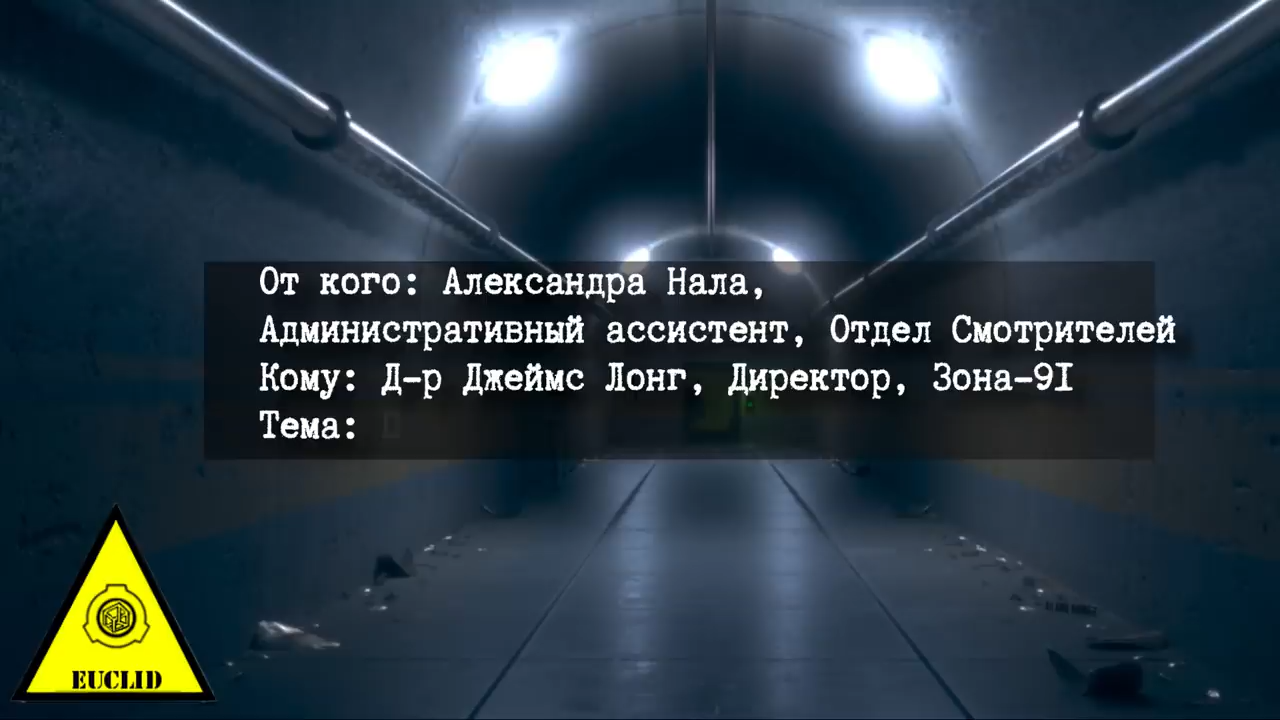 От кого: Александра Нала,
Административный ассистент, Отдел Смотрителей
Кому: Д-р Джеймс Лонг, Директор, Зона-91
Тема:
EUCLID